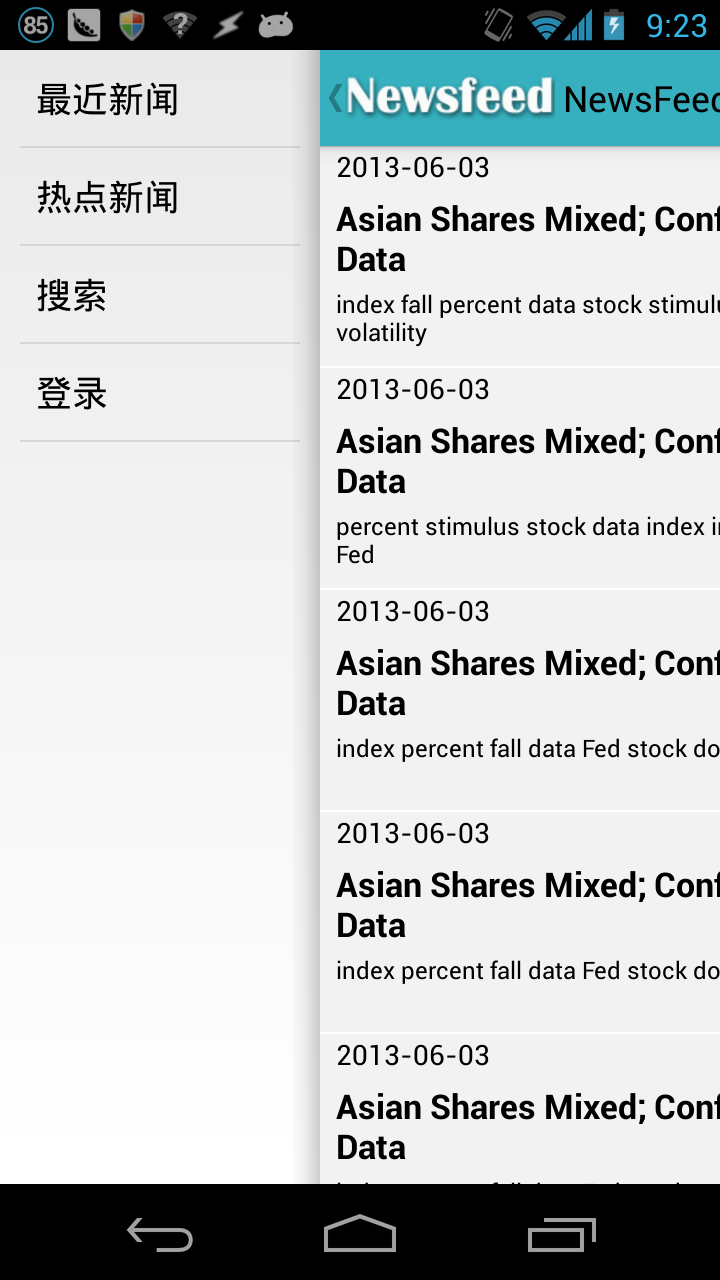 85
9:23
最近新闻
热点新闻
搜索
登录
Newsfeed NewsFeed
2013-06-03
Asian Shares Mixed; Conf
Data
index fall percent data stock stimulu
volatility
2013-06-03
Asian Shares Mixed; Conf
Data
percent stimulus stock data index i
Fed
2013-06-03
Asian Shares Mixed; Conf
Data
index percent fall data Fed stock do
2013-06-03
Asian Shares Mixed; Conf
Data
index percent fall data Fed stock do
2013-06-03
Asian Shares Mixed; Conf
Data